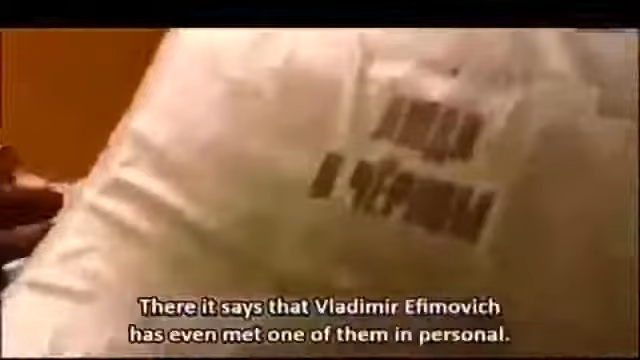 ЛЮДИ
В ЧЁРНОМ
There it says that Vladimir Efimovich
has even met one of them in personal.